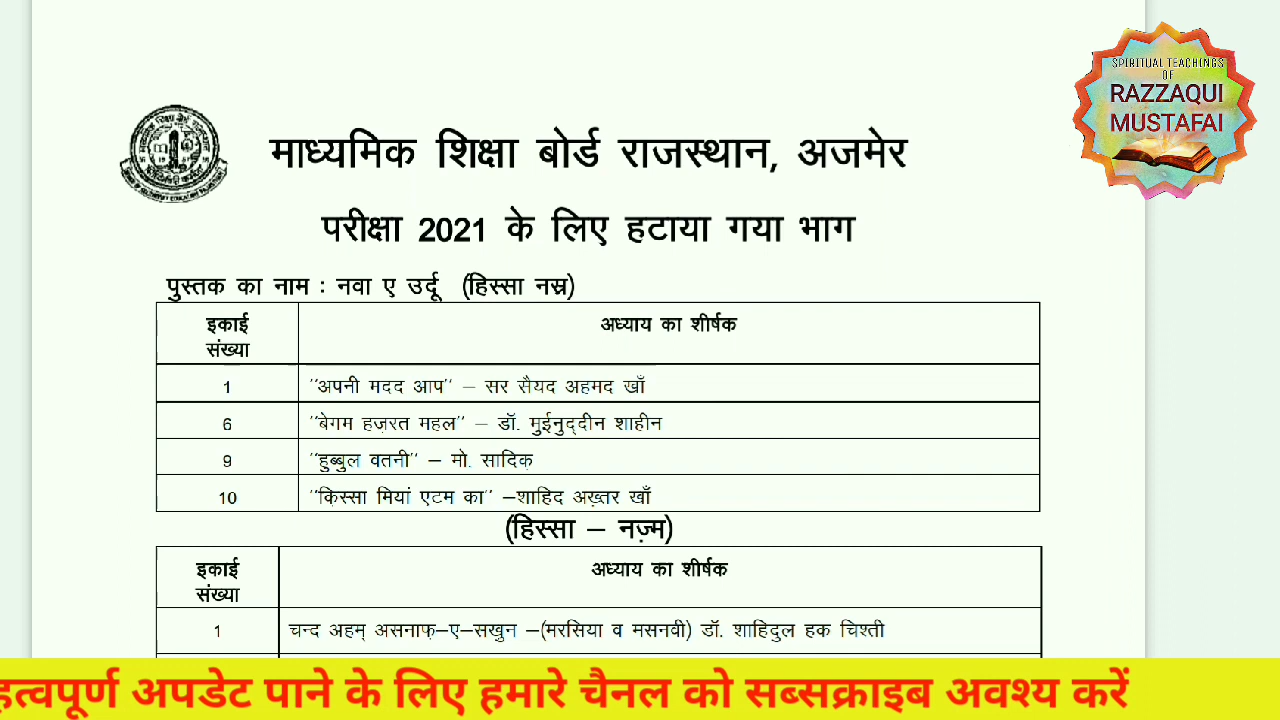 SPIRITUAL TEACHINGS
OF
RAZZAQUI
MUSTAFAI
माध्यमिक शिक्षा बोर्ड राजस्थान, अजमेर
परीक्षा 2021 के लिए हटाया गया भाग
पुस्तक का नाम : नवा ए उर्दू (हिस्सा नस्र)
इकाई संख्या अध्याय का शीर्षक
1 "अपनी मदद आप" – सर सैयद अहमद खाँ
6 "बेगम हज़रत महल" – डॉ. मुईनुद्दीन शाहीन
9 "हुब्बुल वतनी" – मो. सादिक़
10 "क़िस्सा मियां एटम का" –शाहिद अख़्तर खाँ
(हिस्सा – नज़्म)
इकाई संख्या अध्याय का शीर्षक
1 चन्द अहम् असनाफ़–ए–सखुन –(मरसिया व मसनवी) डॉ. शाहिदुल हक चिश्ती
हत्वपूर्ण अपडेट पाने के लिए हमारे चैनल को सब्सक्राइब अवश्य करें